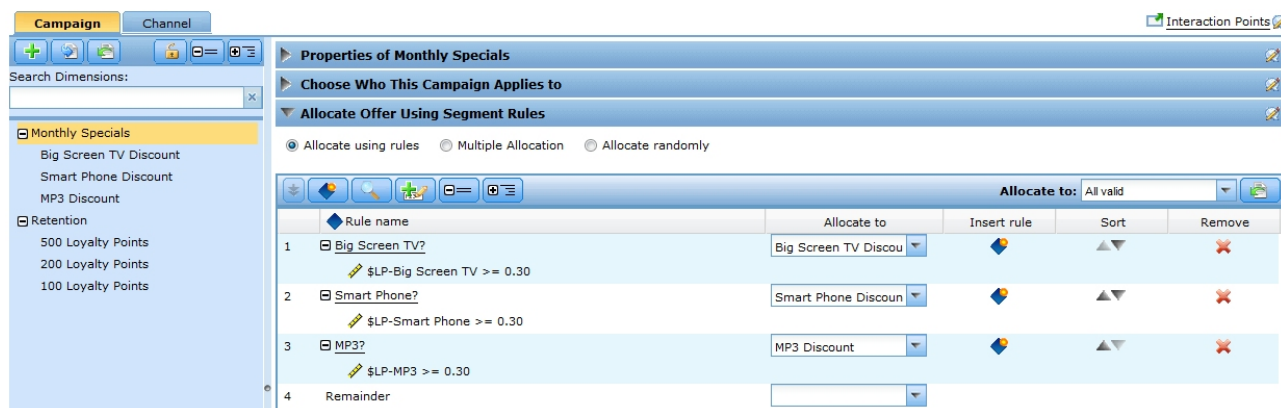 Campaign Channel Interaction Points
Search Dimensions:
Monthly Specials
Big Screen TV Discount
Smart Phone Discount
MP3 Discount
Retention
500 Loyalty Points
200 Loyalty Points
100 Loyalty Points
Properties of Monthly Specials
Choose Who This Campaign Applies to
Allocate Offer Using Segment Rules
Allocate using rules Multiple Allocation Allocate randomly
Allocate to: All valid
Rule name Allocate to Insert rule Sort Remove
1 Big Screen TV? Big Screen TV Discou
$LP-Big Screen TV >= 0.30
2 Smart Phone? Smart Phone Discoun
$LP-Smart Phone >= 0.30
3 MP3? MP3 Discount
$LP-MP3 >= 0.30
4 Remainder